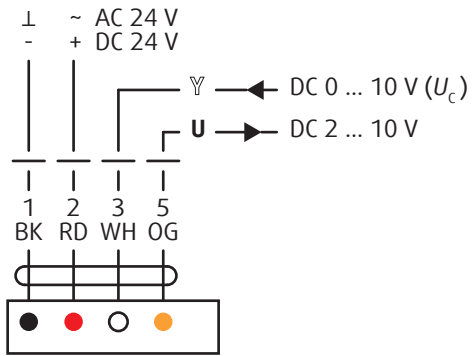 ⊥ ~ AC 24 V
- + DC 24 V
Y DC 0 ... 10 V (Uc)
U DC 2 ... 10 V
1 2 3 5
BK RD WH OG